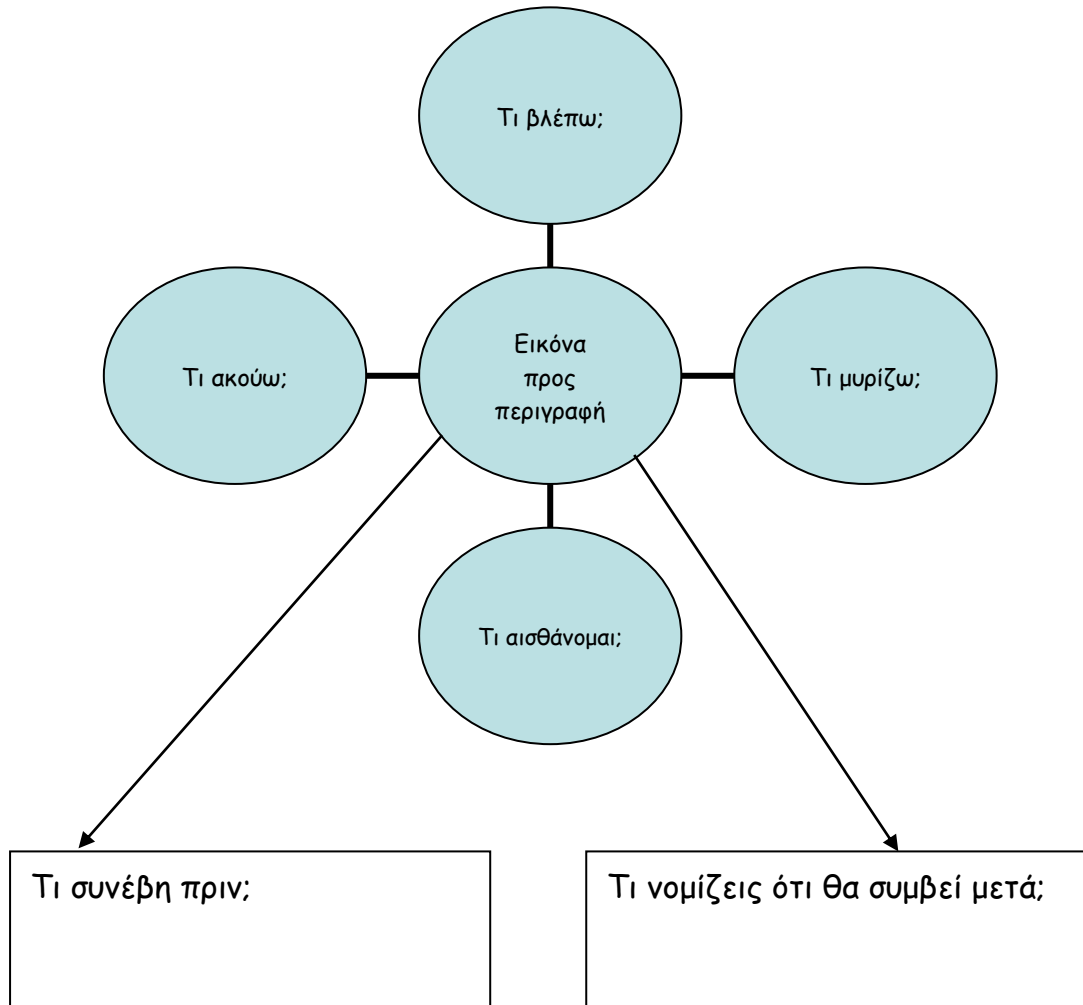 Τι βλέπω;
Τι ακούω;
Εικόνα
προς
περιγραφή
Τι μυρίζω;
Τι αισθάνομαι;
Τι συνέβη πριν;
Τι νομίζεις ότι θα συμβεί μετά;